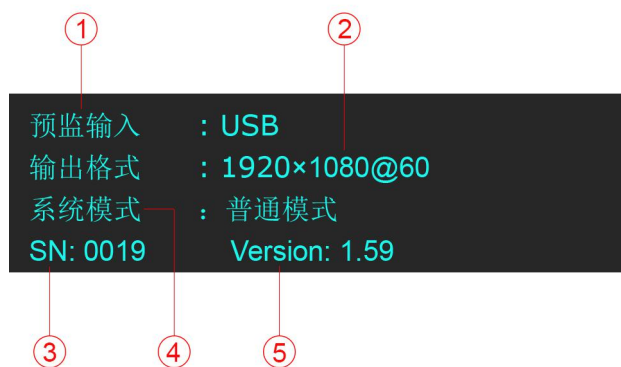 ① ②
预监输入 : USB
输出格式 : 1920×1080@60
系统模式 : 普通模式
SN: 0019 Version: 1.59
③ ④ ⑤